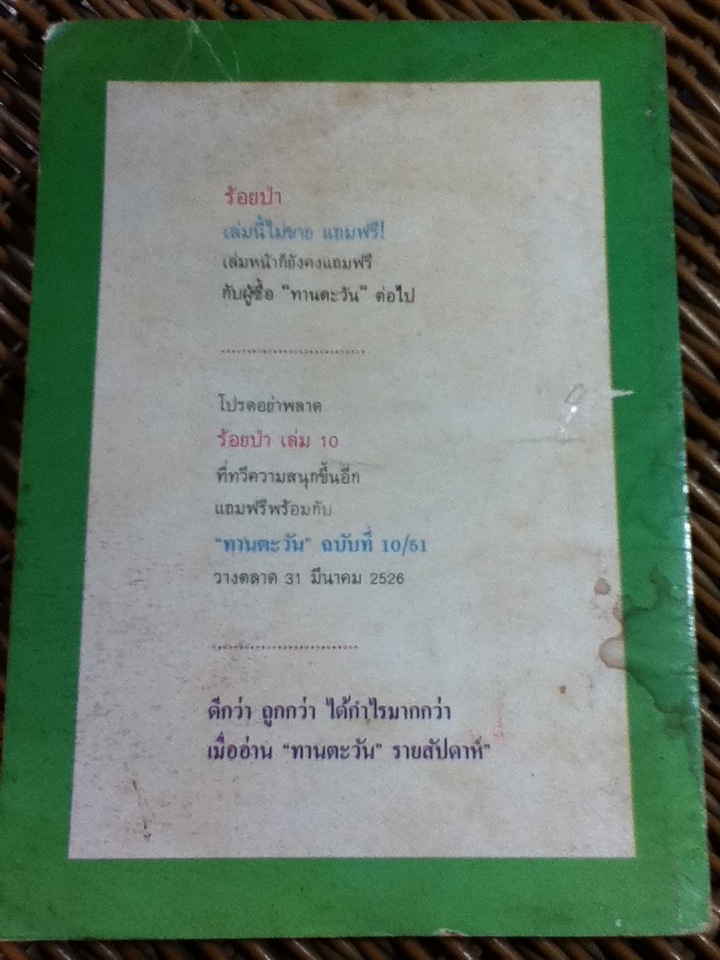 ร้อยป่า
เล่มนี้ไม่ขาย แถมฟรี!
เล่มหน้าก็ยังคงแถมฟรี
กับผู้ซื้อ “ทานตะวัน” ต่อไป
โปรดอย่าพลาด
ร้อยป่า เล่ม 10
ที่ทวีความสนุกขึ้นอีก
แถมฟรีพร้อมกับ
“ทานตะวัน” ฉบับที่ 10/51
วางตลาด 31 มีนาคม 2526
ดีกว่า ถูกกว่า ได้กำไรมากกว่า
เมื่ออ่าน “ทานตะวัน” รายสัปดาห์”